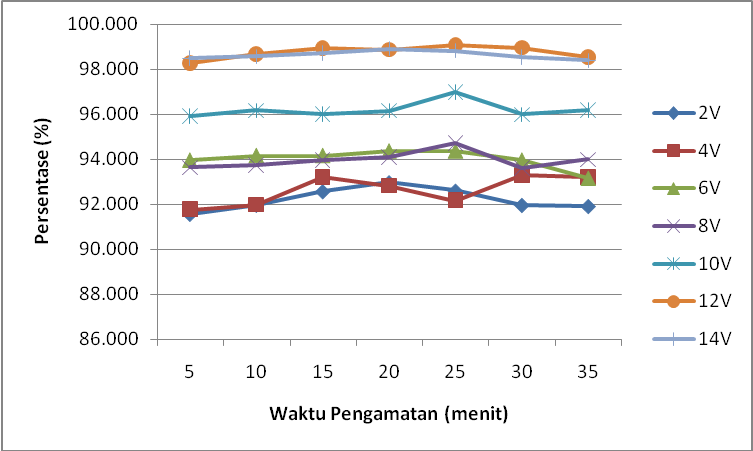 100.000
98.000
96.000
94.000
92.000
90.000
88.000
86.000
Persentase (%)
5 10 15 20 25 30 35
Waktu Pengamatan (menit)
2V
4V
6V
8V
10V
12V
14V